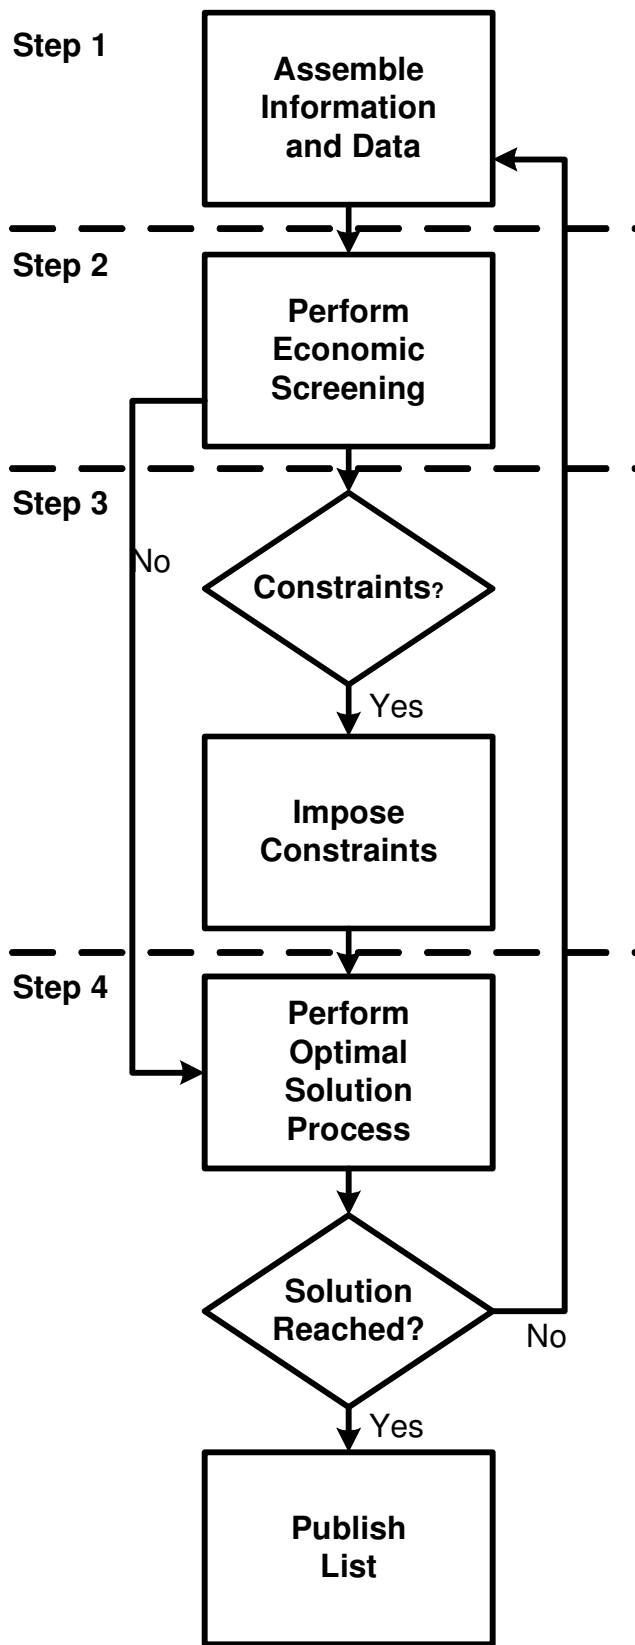 Step 1
Assemble
Information
and Data
Step 2
Perform
Economic
Screening
Step 3
No
Constraints?
Yes
Impose
Constraints
Step 4
Perform
Optimal
Solution
Process
Solution
Reached?
No
Yes
Publish
List